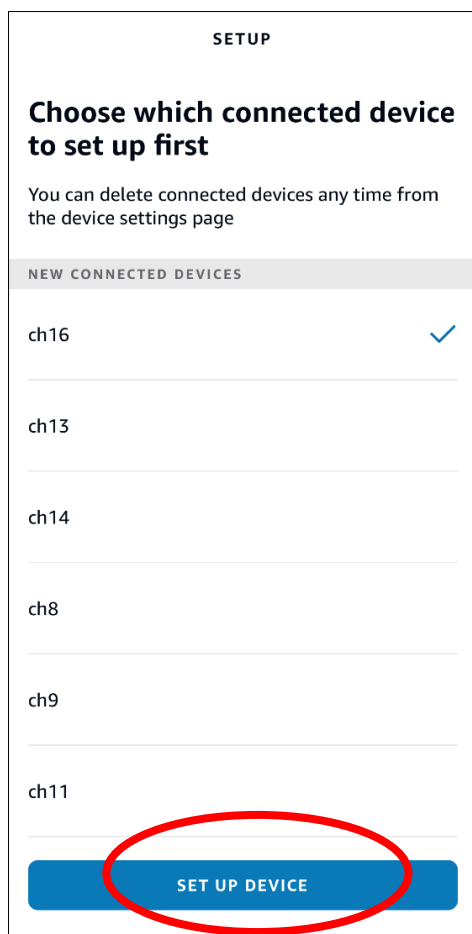 SETUP
Choose which connected device
to set up first
You can delete connected devices any time from
the device settings page
NEW CONNECTED DEVICES
ch16
ch13
ch14
ch8
ch9
ch11
SET UP DEVICE